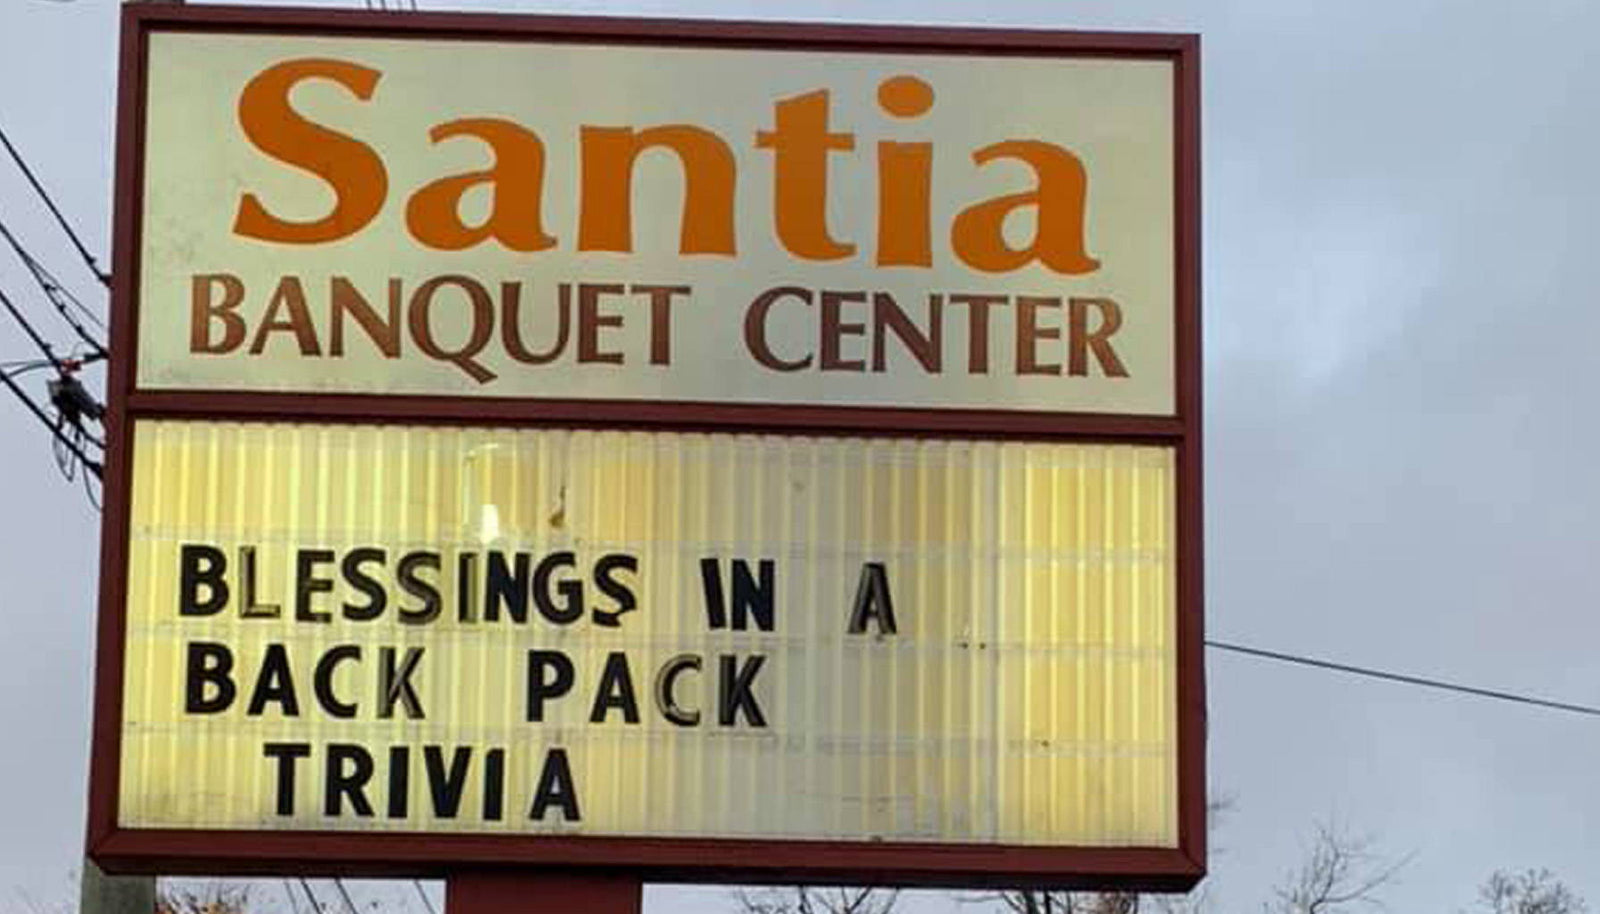 Santia
BANQUET CENTER
BLESSINGS IN A
BACK PACK
TRIVIA